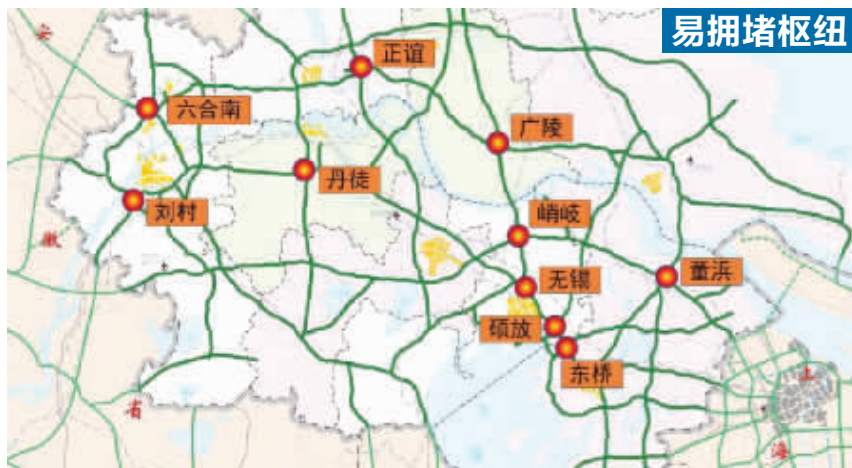 易拥堵枢纽
安
正谊
六合南
广陵
丹徒
刘村
峭岐
徽
无锡
董浜
硕放
东桥
上
省
海